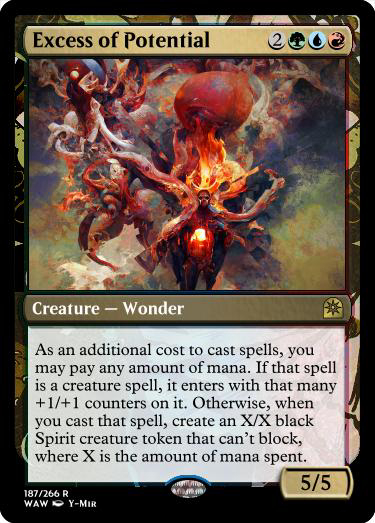 Excess of Potential 2
Creature — Wonder
As an additional cost to cast spells, you
may pay any amount of mana. If that spell
is a creature spell, it enters with that many
+1/+1 counters on it. Otherwise, when
you cast that spell, create an X/X black
Spirit creature token that can't block,
where X is the amount of mana spent.
5/5
187/266 R
WAW Y-Mir